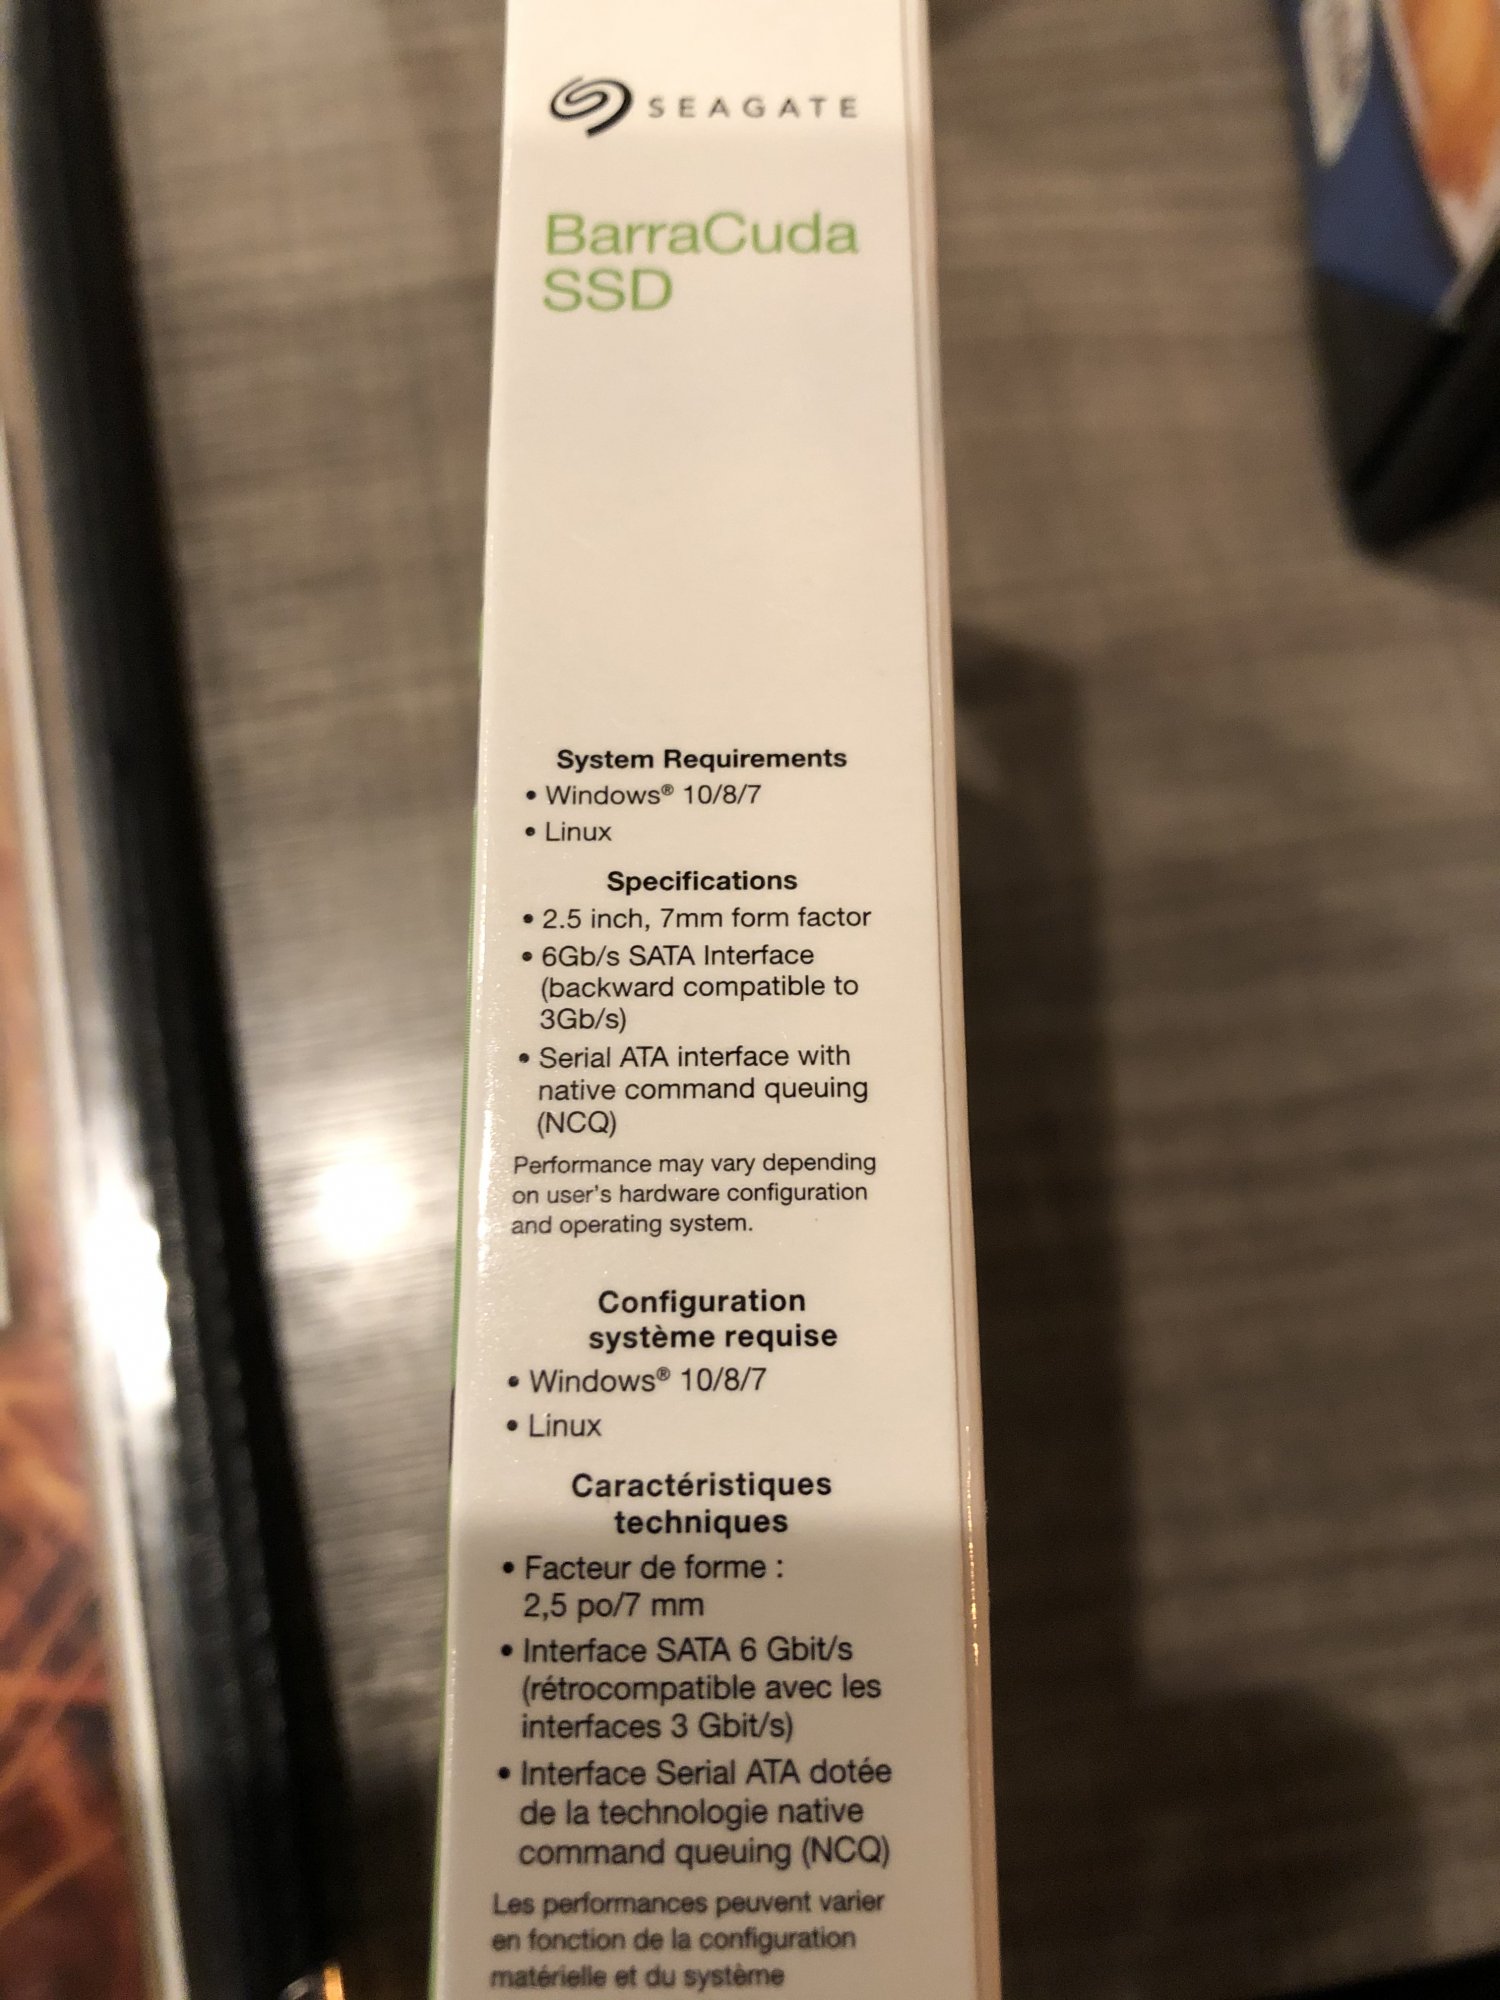 SEAGATE
BarraCuda
SSD
System Requirements
• Windows® 10/8/7
• Linux
Specifications
• 2.5 inch, 7mm form factor
• 6Gb/s SATA Interface
(backward compatible to
3Gb/s)
• Serial ATA interface with
native command queuing
(NCQ)
Performance may vary depending
on user's hardware configuration
and operating system.
Configuration
système requise
• Windows® 10/8/7
• Linux
Caractéristiques
techniques
• Facteur de forme :
2,5 po/7 mm
• Interface SATA 6 Gbit/s
(rétrocompatible avec les
interfaces 3 Gbit/s)
• Interface Serial ATA dotée
de la technologie native
command queuing (NCQ)
Les performances peuvent varier
en fonction de la configuration
matérielle et du système